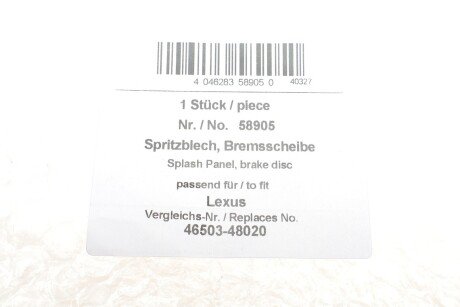 4 046283 58905 0
40327
1 Stück / piece
Nr. / No. 58905
Spritzblech, Bremsscheibe
Splash Panel, brake disc
passend für / to fit
Lexus
Vergleichs-Nr. / Replaces No.
46503-48020